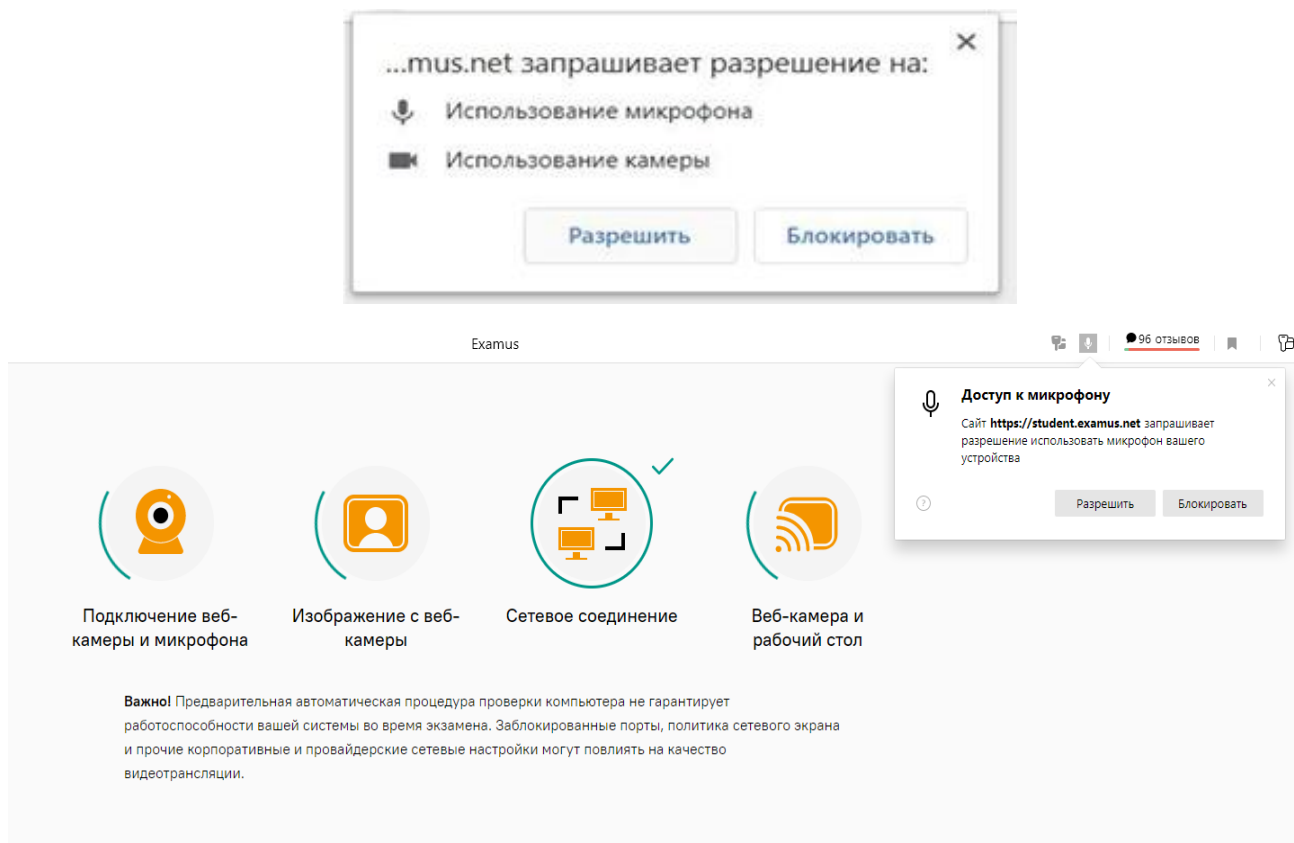 ...mus.net запрашивает разрешение на:
Использование микрофона
Использование камеры
Разрешить Блокировать
Examus
96 отзывов
Доступ к микрофону
Сайт https://student.examus.net запрашивает
разрешение использовать микрофон вашего
устройства
? Разрешить Блокировать
Подключение веб-
камеры и микрофона
Изображение с веб-
камеры
Сетевое соединение
Веб-камера и
рабочий стол
Важно! Предварительная автоматическая процедура проверки компьютера не гарантирует
работоспособности вашей системы во время экзамена. Заблокированные порты, политика сетевого экрана
и прочие корпоративные и провайдерские сетевые настройки могут повлиять на качество
видеотрансляции.